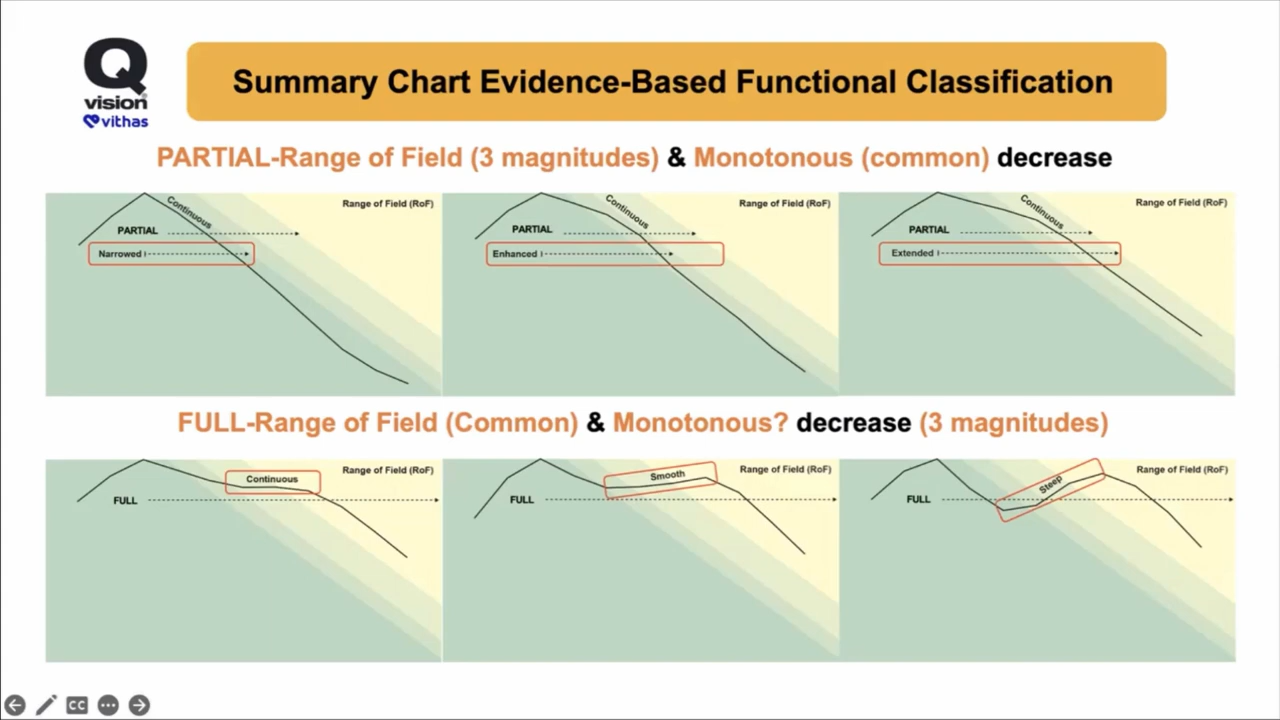 Q
vision®
vithas
Summary Chart Evidence-Based Functional Classification
PARTIAL-Range of Field (3 magnitudes) & Monotonous (common) decrease
Continuous
Range of Field (RoF)
PARTIAL
Narrowed
Continuous
Range of Field (RoF)
PARTIAL
Enhanced
Continuous
Range of Field (RoF)
PARTIAL
Extended
FULL-Range of Field (Common) & Monotonous? decrease (3 magnitudes)
Range of Field (RoF)
Continuous
FULL
Range of Field (RoF)
Smooth
FULL
Range of Field (RoF)
Steep
FULL
CC